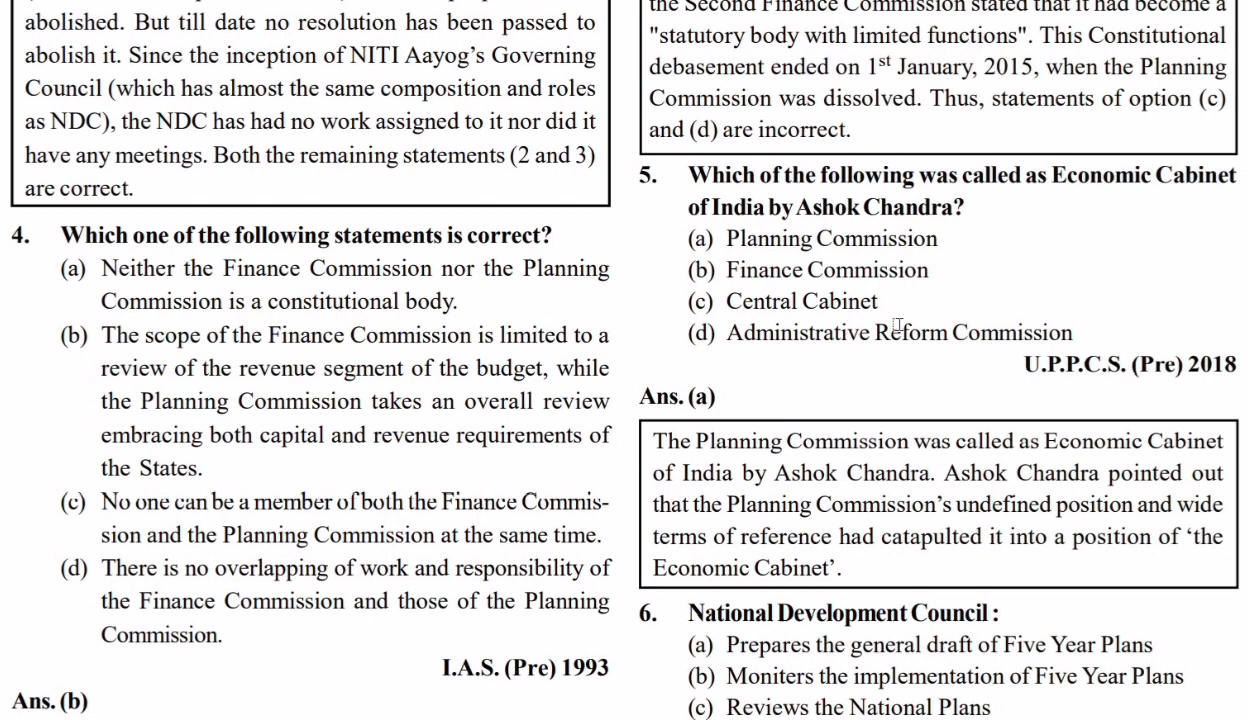 abolished. But till date no resolution has been passed to
abolish it. Since the inception of NITI Aayog's Governing
Council (which has almost the same composition and roles
as NDC), the NDC has had no work assigned to it nor did it
have any meetings. Both the remaining statements (2 and 3)
are correct.
4. Which one of the following statements is correct?
(a) Neither the Finance Commission nor the Planning
Commission is a constitutional body.
(b) The scope of the Finance Commission is limited to a
review of the revenue segment of the budget, while
the Planning Commission takes an overall review
embracing both capital and revenue requirements of
the States.
(c) No one can be a member of both the Finance Commis-
sion and the Planning Commission at the same time.
(d) There is no overlapping of work and responsibility of
the Finance Commission and those of the Planning
Commission.
I.A.S. (Pre) 1993
Ans. (b)
the Second Finance Commission stated that it had become a
"statutory body with limited functions". This Constitutional
debasement ended on 1st January, 2015, when the Planning
Commission was dissolved. Thus, statements of option (c)
and (d) are incorrect.
5. Which of the following was called as Economic Cabinet
of India by Ashok Chandra?
(a) Planning Commission
(b) Finance Commission
(c) Central Cabinet
(d) Administrative Reform Commission
U.P.P.C.S. (Pre) 2018
Ans. (a)
The Planning Commission was called as Economic Cabinet
of India by Ashok Chandra. Ashok Chandra pointed out
that the Planning Commission's undefined position and wide
terms of reference had catapulted it into a position of 'the
Economic Cabinet'.
6. National Development Council :
(a) Prepares the general draft of Five Year Plans
(b) Moniters the implementation of Five Year Plans
(c) Reviews the National Plans